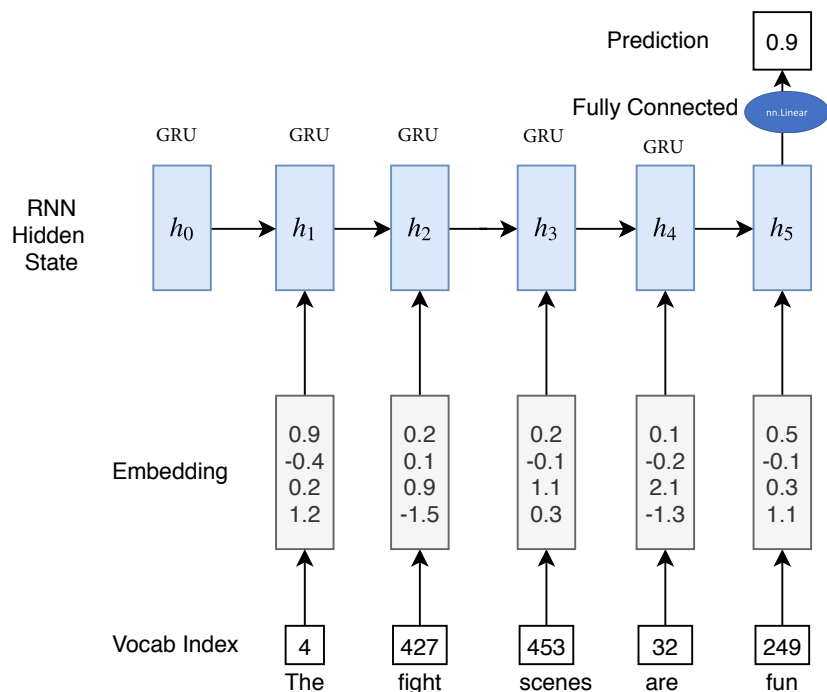 Prediction
0.9
Fully Connected
nn.Linear
GRU
GRU
GRU
GRU
GRU
RNN
Hidden
State
h₀
h₁
h₂
h₃
h₄
h₅
Embedding
0.9
-0.4
0.2
1.2
0.2
0.1
0.9
-1.5
0.2
-0.1
1.1
0.3
0.1
-0.2
2.1
-1.3
0.5
-0.1
0.3
1.1
Vocab Index
4
427
453
32
249
The
fight
scenes
are
fun